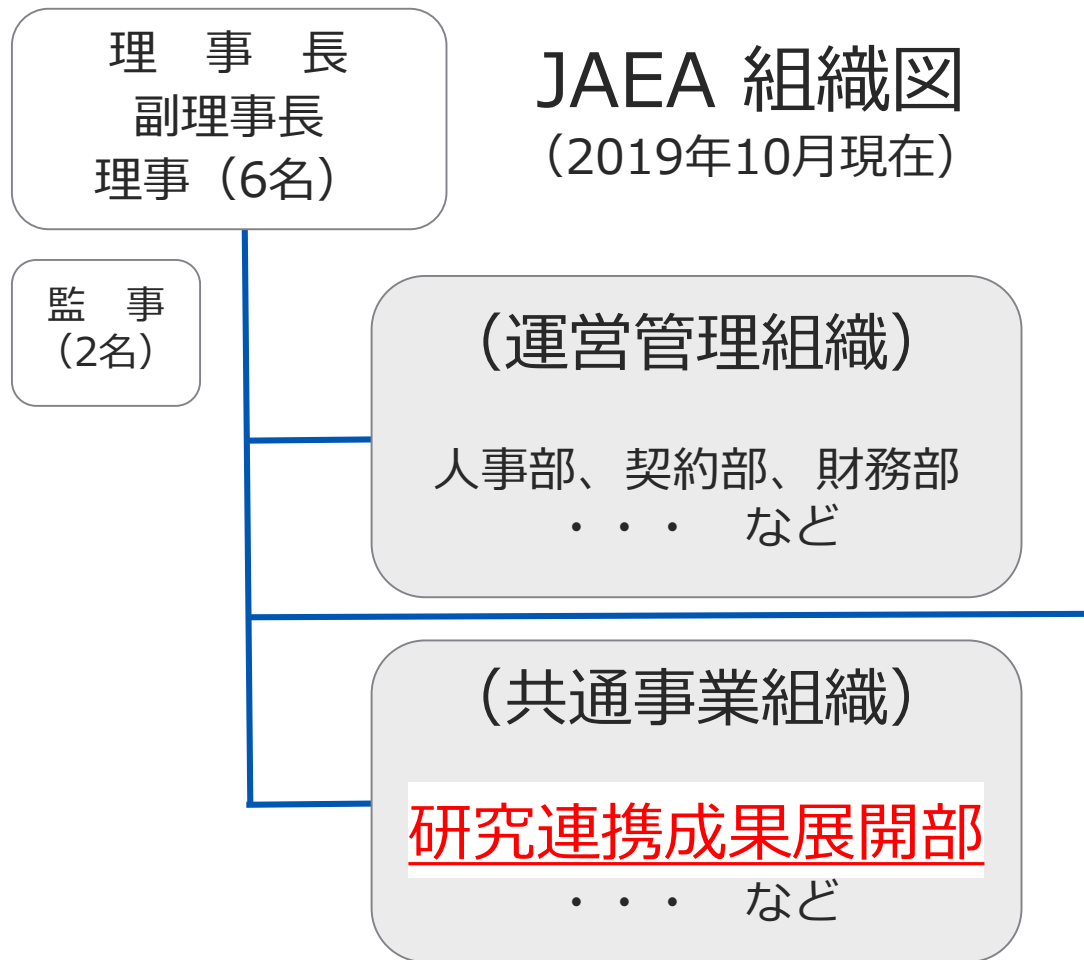 理　事　長
副理事長
理事（6名）
JAEA 組織図
（2019年10月現在）
監　事
（2名）
（運営管理組織）
人事部、契約部、財務部
・・・　など
（共通事業組織）
研究連携成果展開部
・・・　など